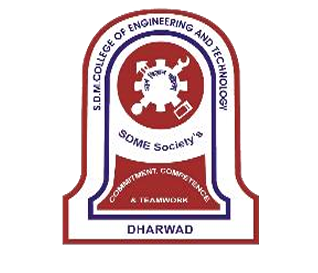 S.D.M.COLLEGE OF ENGINEERING AND TECHNOLOGY
SDME Society's
COMMITMENT, COMPETENCE
& TEAMWORK
DHARWAD